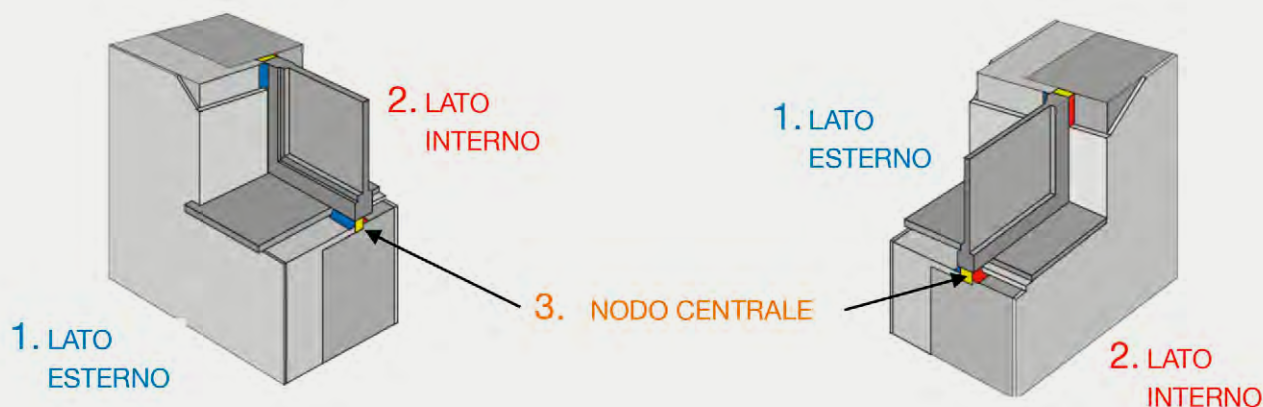 2. LATO
INTERNO
1. LATO
ESTERNO
3. NODO CENTRALE
1. LATO
ESTERNO
2. LATO
INTERNO